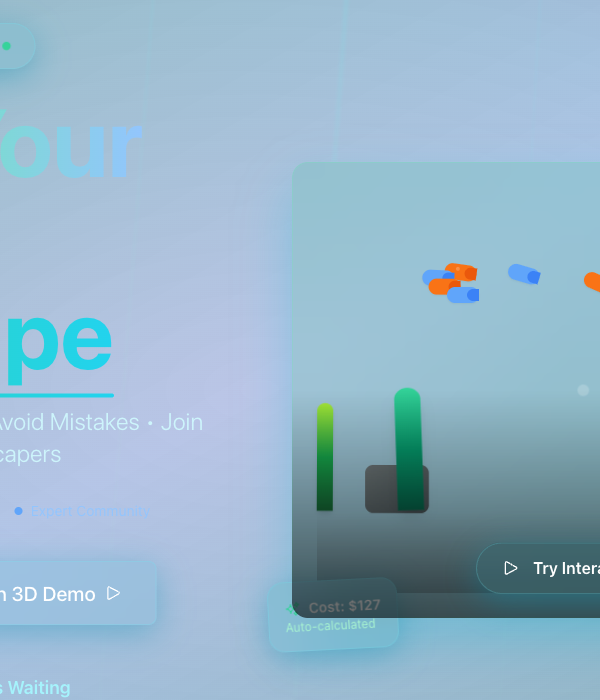 Your
pe
Avoid Mistakes • Join
capers
Expert Community
n 3D Demo
s Waiting
Try Intera
Cost: $127
Auto-calculated